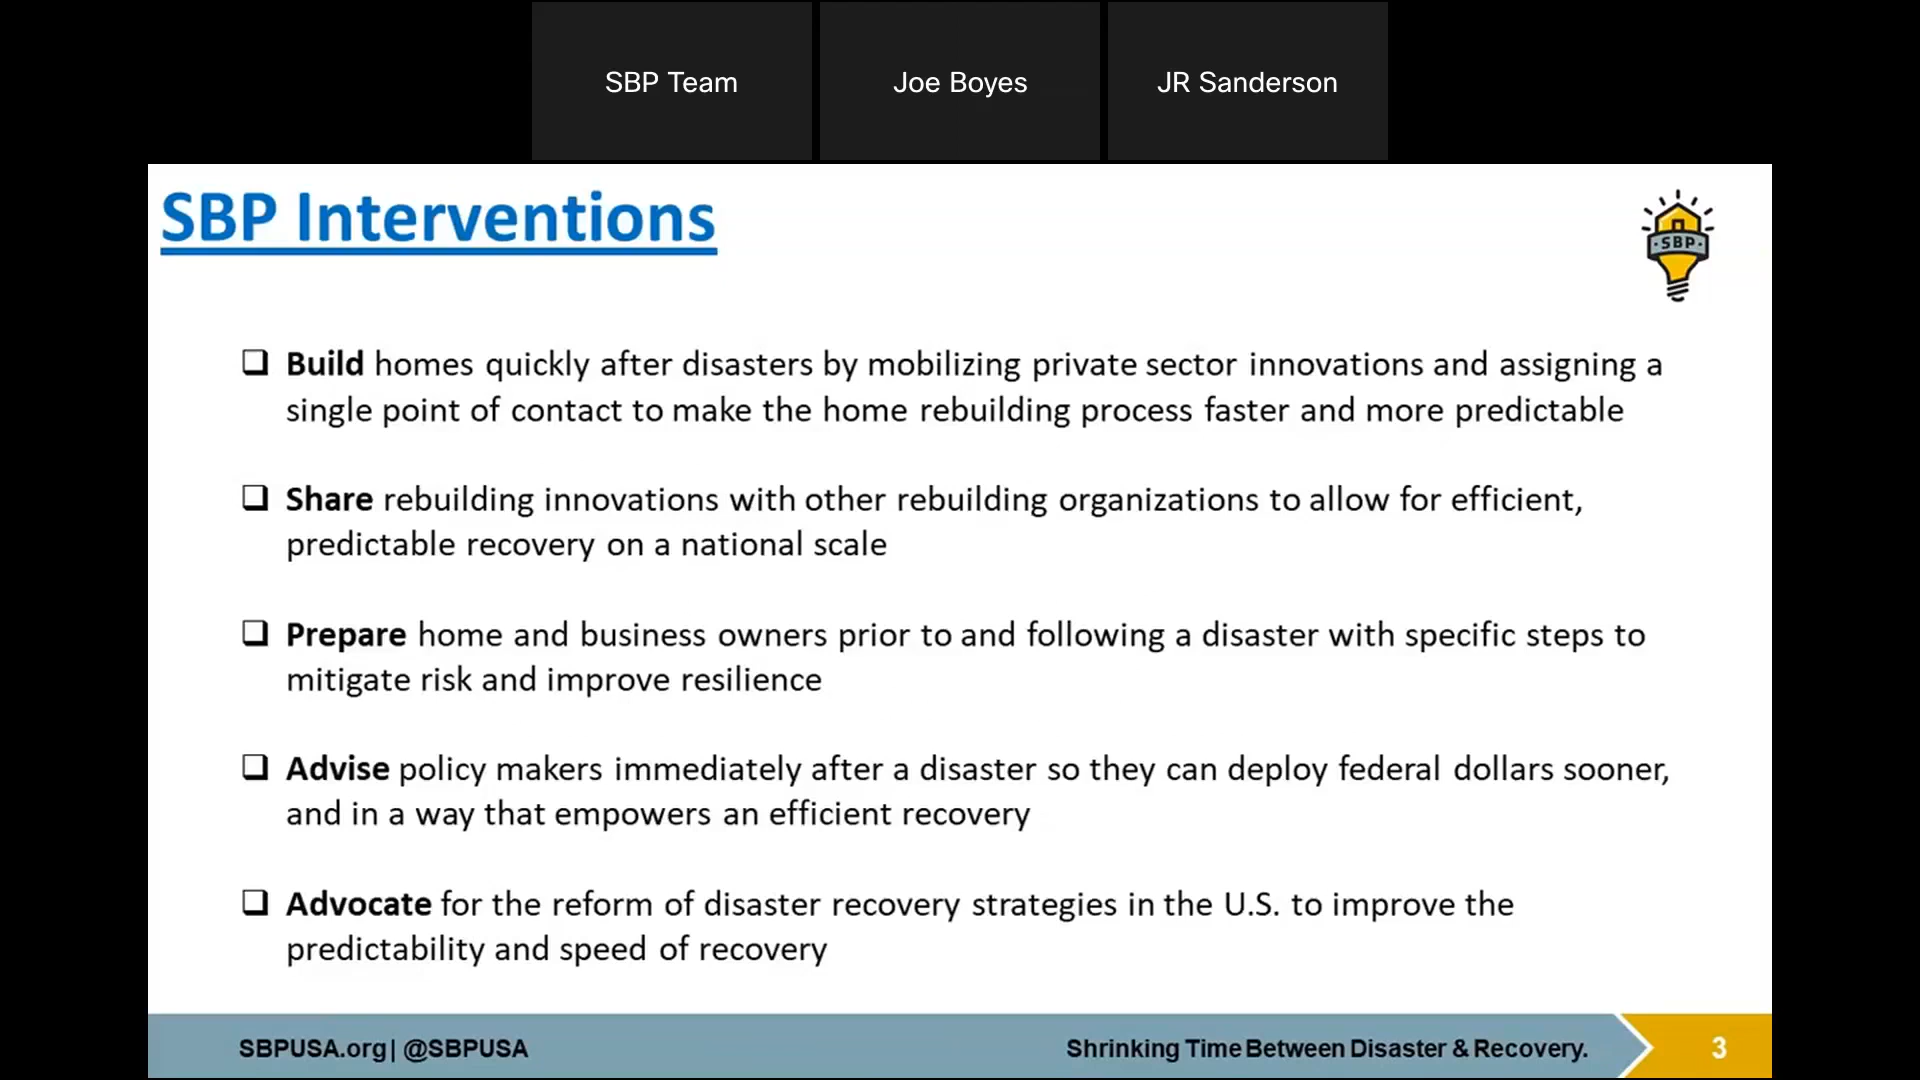 SBP Team
Joe Boyes
JR Sanderson
SBP Interventions
·SBP·
Build homes quickly after disasters by mobilizing private sector innovations and assigning a
single point of contact to make the home rebuilding process faster and more predictable
Share rebuilding innovations with other rebuilding organizations to allow for efficient,
predictable recovery on a national scale
Prepare home and business owners prior to and following a disaster with specific steps to
mitigate risk and improve resilience
Advise policy makers immediately after a disaster so they can deploy federal dollars sooner,
and in a way that empowers an efficient recovery
Advocate for the reform of disaster recovery strategies in the U.S. to improve the
predictability and speed of recovery
SBPUSA.org| @SBPUSA
Shrinking Time Between Disaster & Recovery.
3